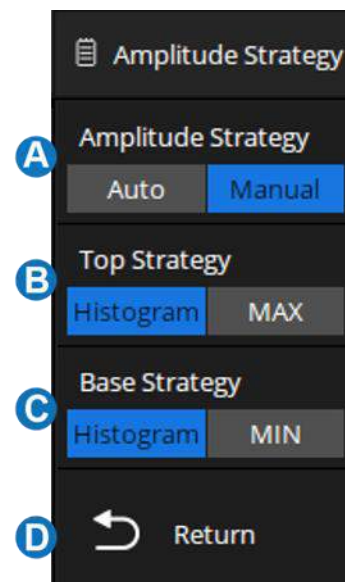 Amplitude Strategy
A
Amplitude Strategy
Auto Manual
B
Top Strategy
Histogram MAX
C
Base Strategy
Histogram MIN
D
Return